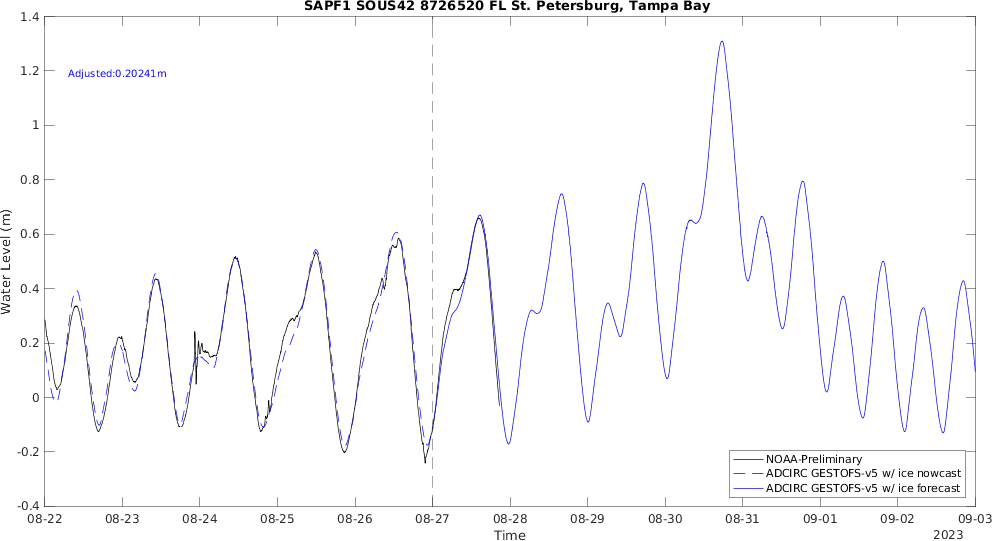 SAPF1 SOUS42 8726520 FL St. Petersburg, Tampa Bay
Adjusted:0.20241m
Water Level (m)
1.4
1.2
1
0.8
0.6
0.4
0.2
0
-0.2
-0.4
NOAA-Preliminary
ADCIRC GESTOFS-v5 w/ ice nowcast
ADCIRC GESTOFS-v5 w/ ice forecast
08-22 08-23 08-24 08-25 08-26 08-27 08-28 08-29 08-30 08-31 09-01 09-02 09-03
Time
2023